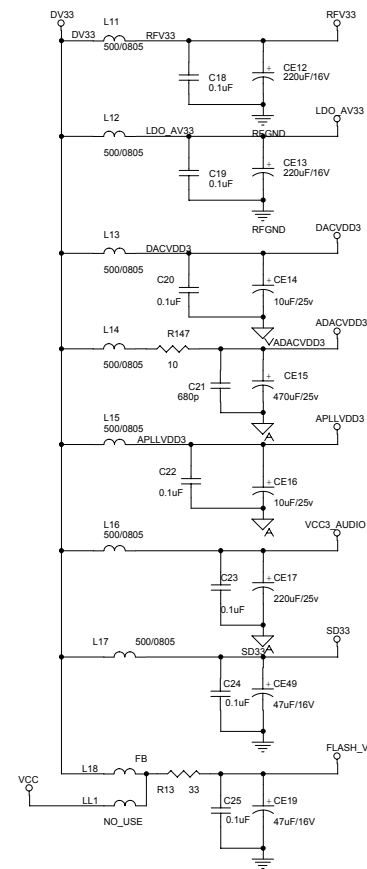 DV33
RFV33
L11
DV33
RFV33
500/0805
C18
0.1uF
+
CE12
220uF/16V
RFGND
LDO_AV33
L12
LDO_AV33
500/0805
C19
0.1uF
+
CE13
220uF/16V
RFGND
DACVDD3
L13
DACVDD3
500/0805
C20
0.1uF
+
CE14
10uF/25v
ADACVDD3
L14
R147
ADACVDD3
500/0805
10
C21
680p
+
CE15
470uF/25v
A
APLLVDD3
L15
500/0805
APLLVDD3
C22
0.1uF
+
CE16
10uF/25v
A
VCC3_AUDIO
L16
500/0805
C23
0.1uF
+
CE17
220uF/25v
A
SD33
L17
500/0805
SD33
C24
0.1uF
+
CE49
47uF/16V
FLASH_V
L18
FB
VCC
LL1
NO_USE
R13
33
C25
0.1uF
+
CE19
47uF/16V